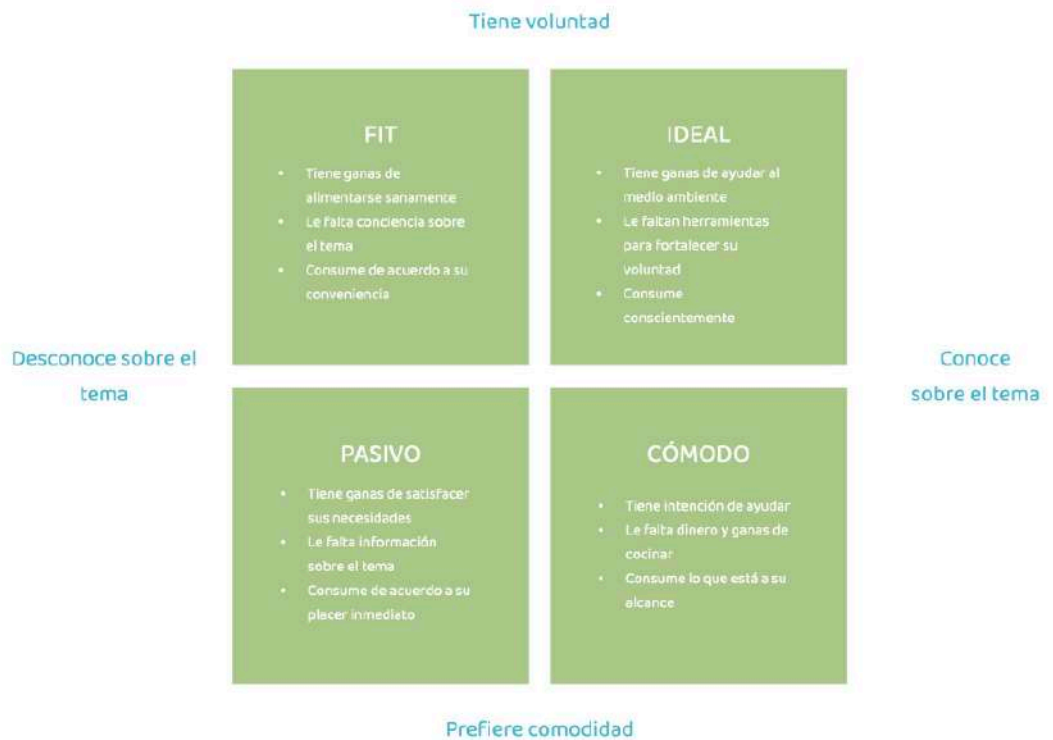 Tiene voluntad
FIT
• Tiene ganas de
alimentarse sanamente
• Le falta conciencia sobre
el tema
• Consume de acuerdo a su
conveniencia
IDEAL
• Tiene ganas de ayudar al
medio ambiente
• Le faltan herramientas
para fortalecer su
voluntad
• Consume
conscientemente
Desconoce sobre el
tema
Conoce
sobre el tema
PASIVO
• Tiene ganas de satisfacer
sus necesidades
• Le falta información
sobre el tema
• Consume de acuerdo a su
placer inmediato
CÓMODO
• Tiene intención de ayudar
• Le falta dinero y ganas de
cocinar
• Consume lo que está a su
alcance
Prefiere comodidad